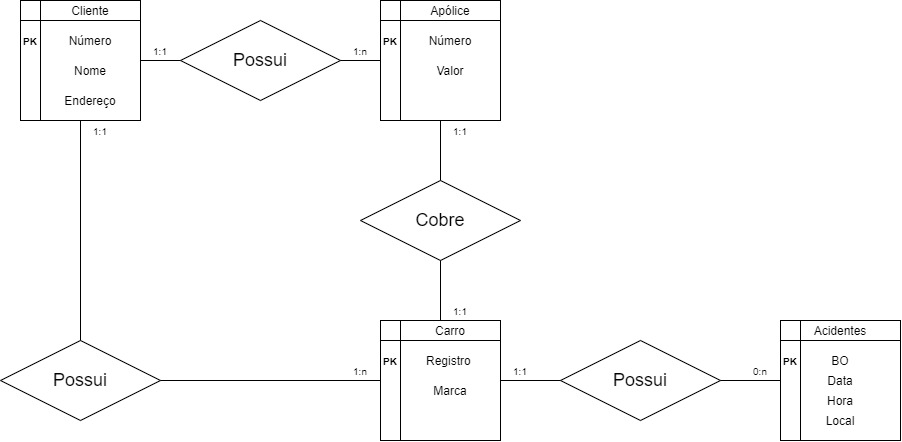 Cliente
PK
Número
Nome
Endereço
1:1
Possui
1:n
Apólice
PK
Número
Valor
1:1
1:1
Cobre
1:1
Possui
1:n
Carro
PK
Registro
Marca
1:1
Possui
0:n
Acidentes
PK
BO
Data
Hora
Local